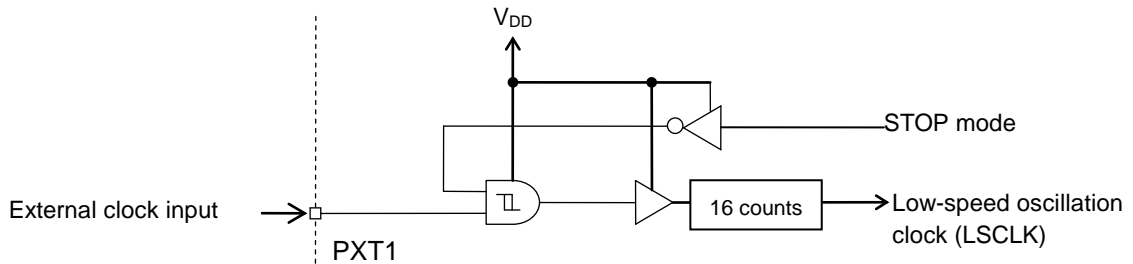 VDD
STOP mode
External clock input
PXT1
16 counts
Low-speed oscillation
clock (LSCLK)